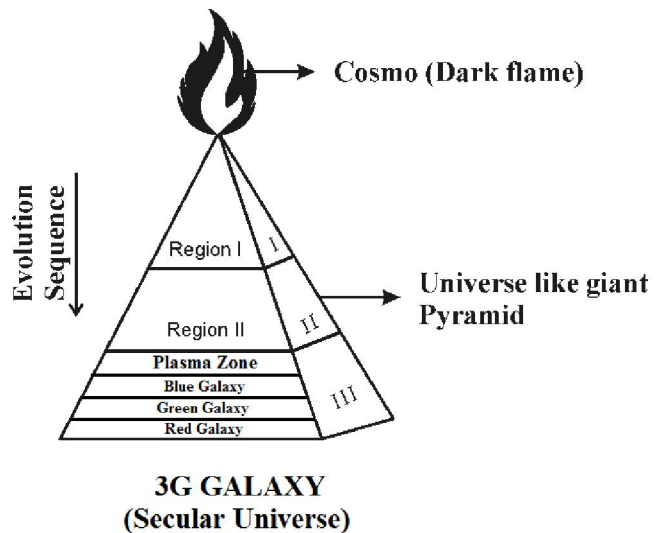 Cosmo (Dark flame)
Evolution
Sequence
Region I
I
Universe like giant
Pyramid
Region II
II
Plasma Zone
Blue Galaxy
III
Green Galaxy
Red Galaxy
3G GALAXY
(Secular Universe)